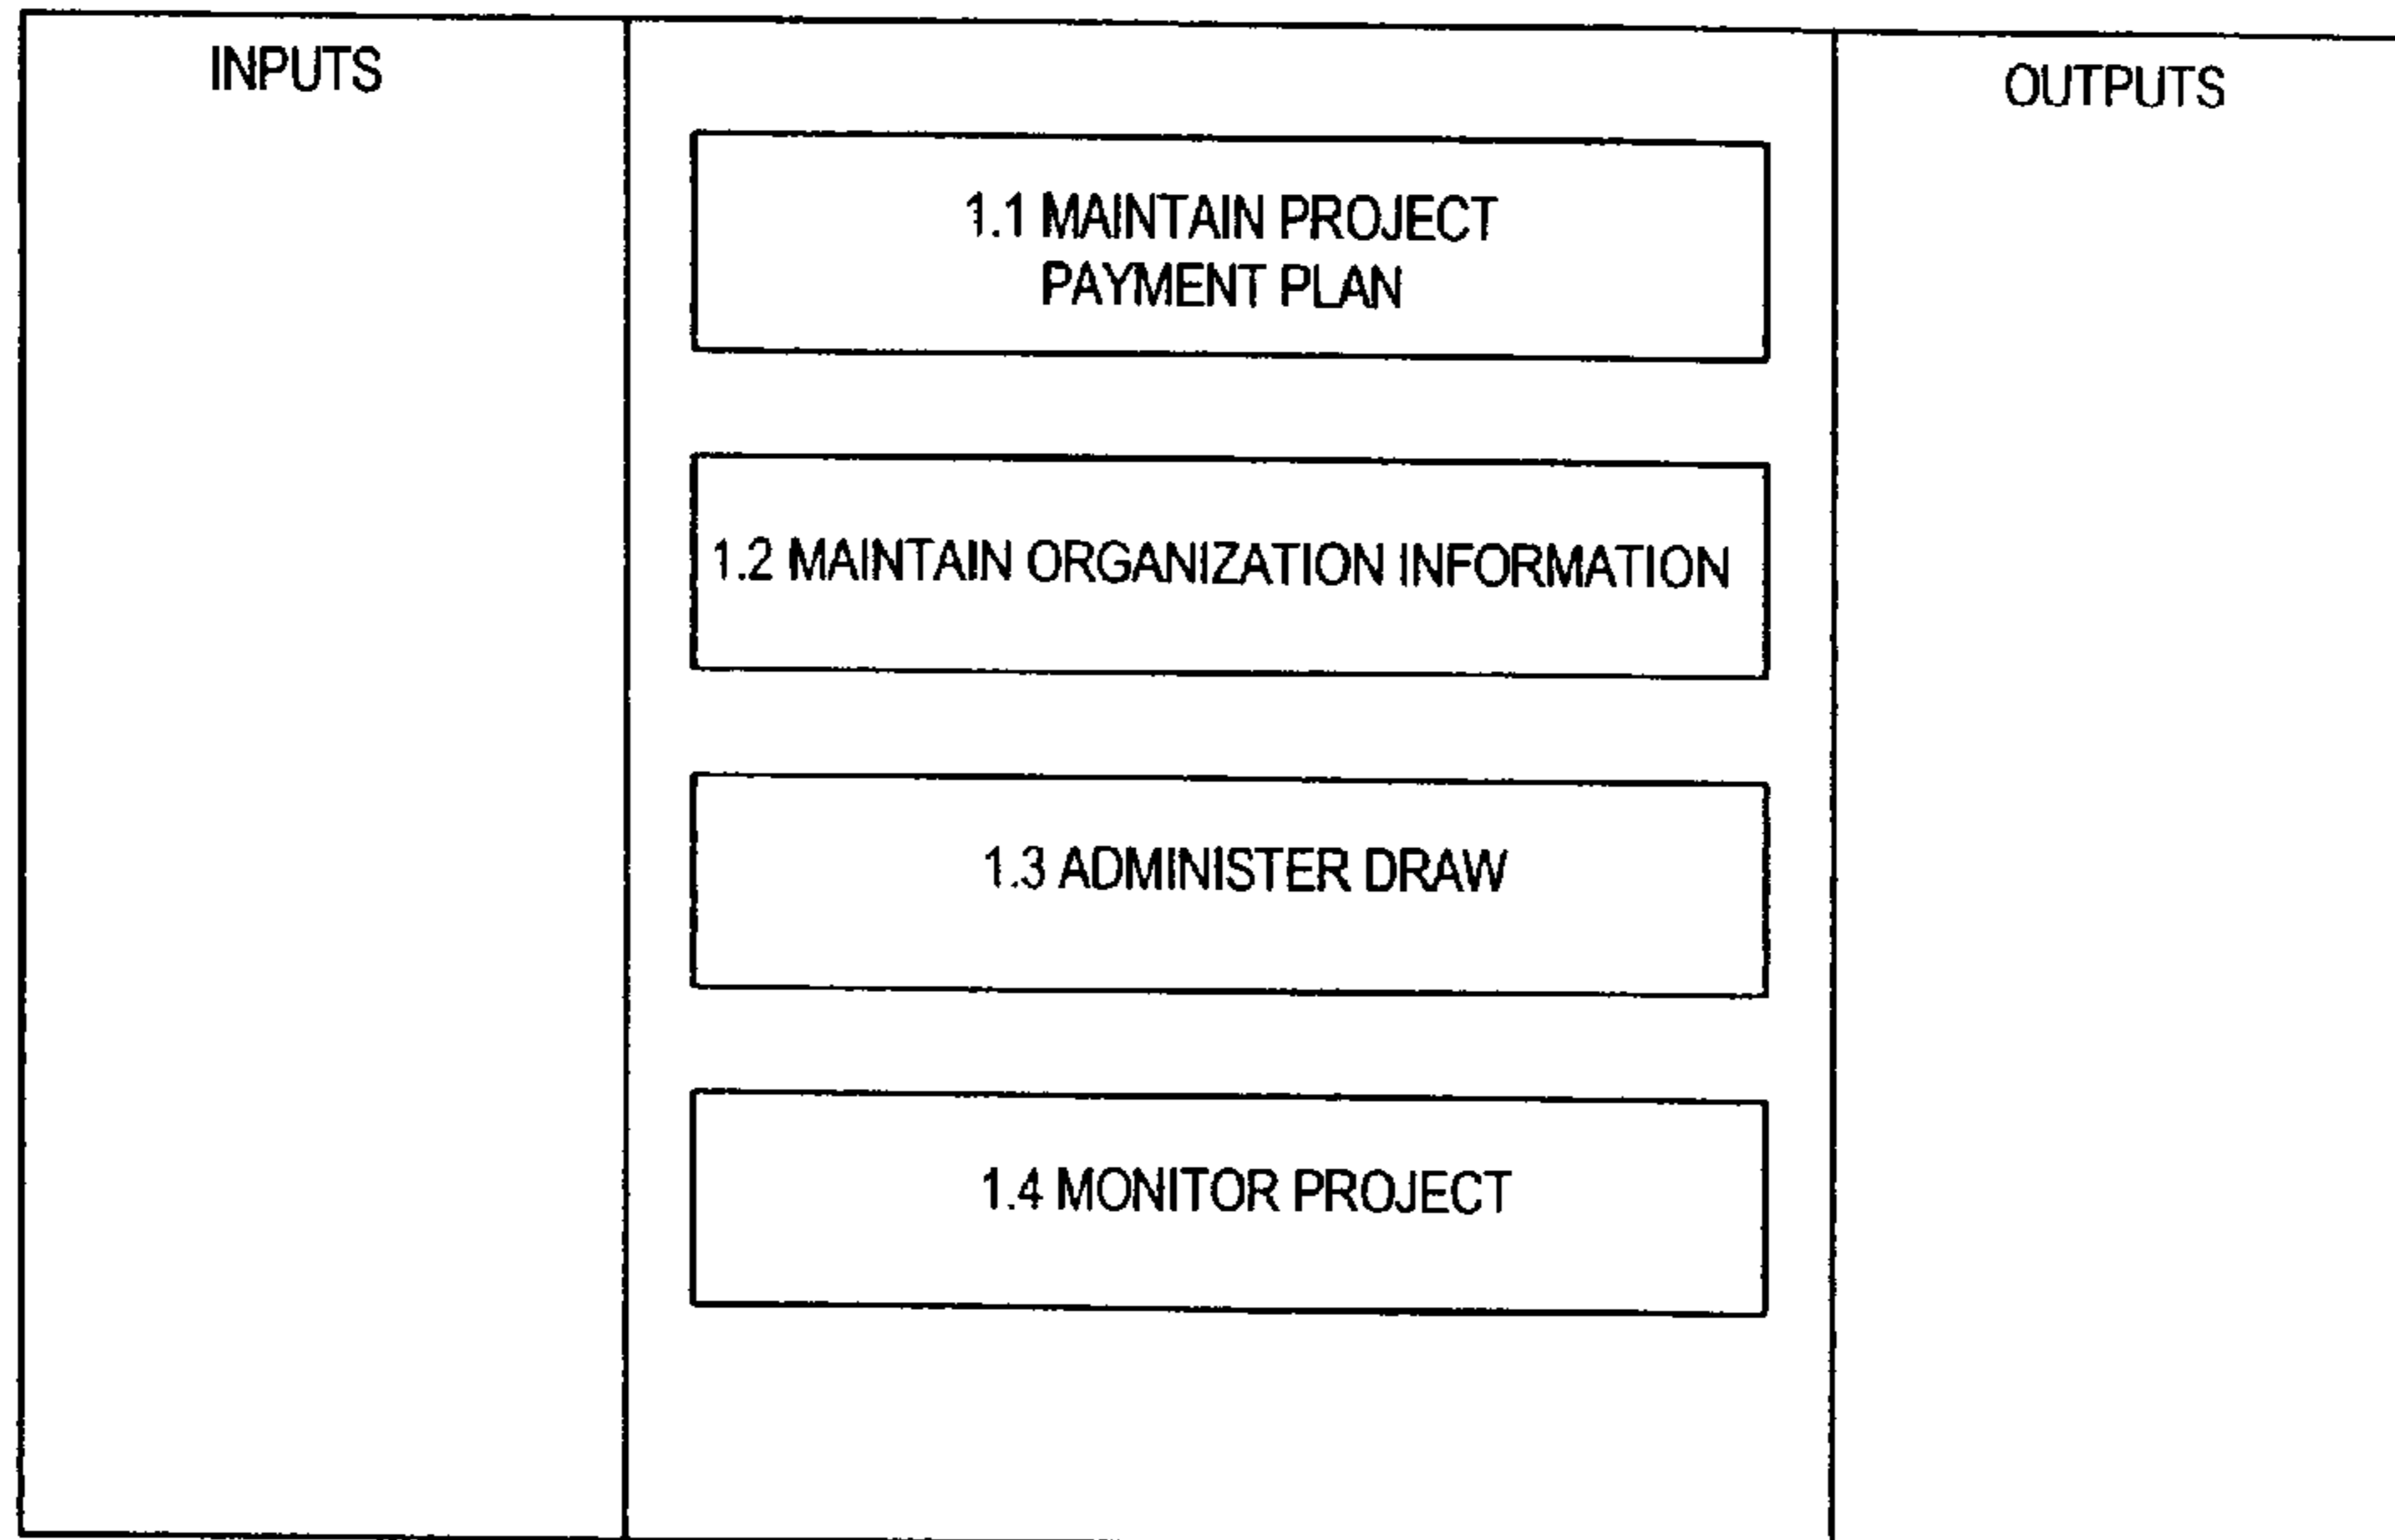 INPUTS
OUTPUTS
1.1 MAINTAIN PROJECT
PAYMENT PLAN
1.2 MAINTAIN ORGANIZATION INFORMATION
1.3 ADMINISTER DRAW
1.4 MONITOR PROJECT